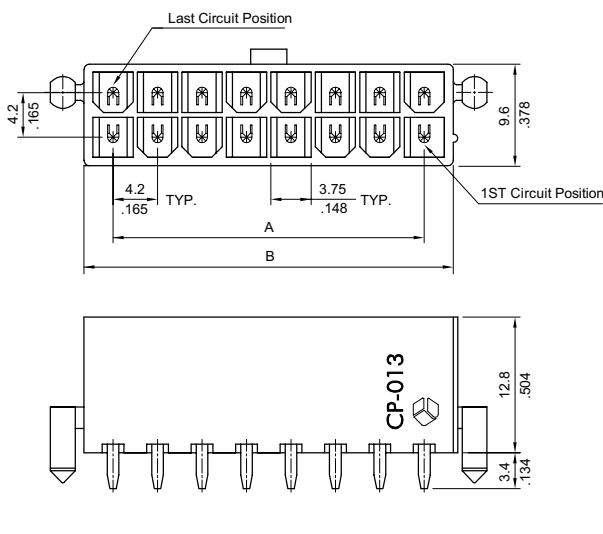 Last Circuit Position
4.2
.165
9.6
.378
1ST Circuit Position
4.2
.165
TYP.
3.75
.148
TYP.
A
B
CP-013
12.8
.504
3.4
.134